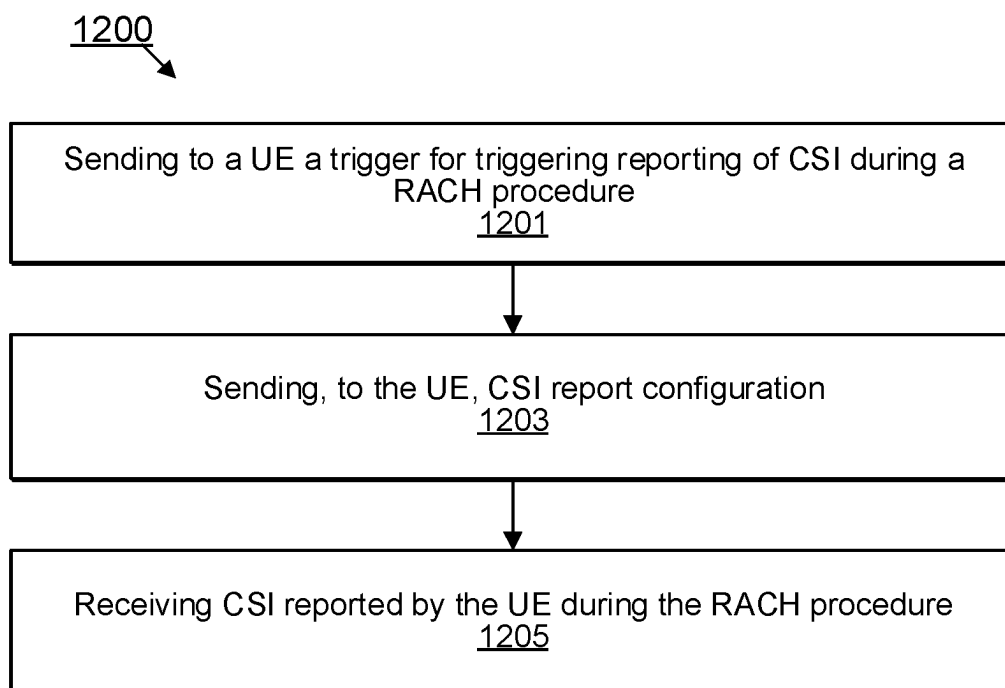 1200
Sending to a UE a trigger for triggering reporting of CSI during a
RACH procedure
1201
Sending, to the UE, CSI report configuration
1203
Receiving CSI reported by the UE during the RACH procedure
1205